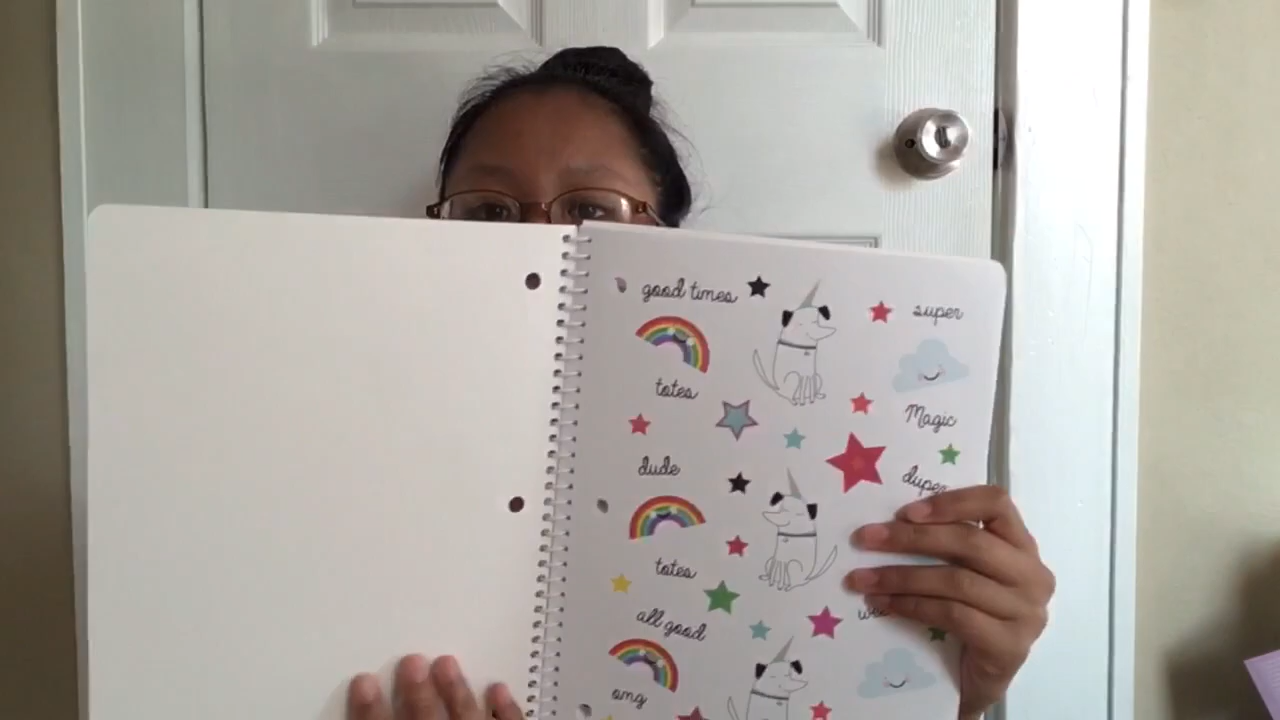 good times
super
totes
Magic
dude
duper
totes
all good
omg